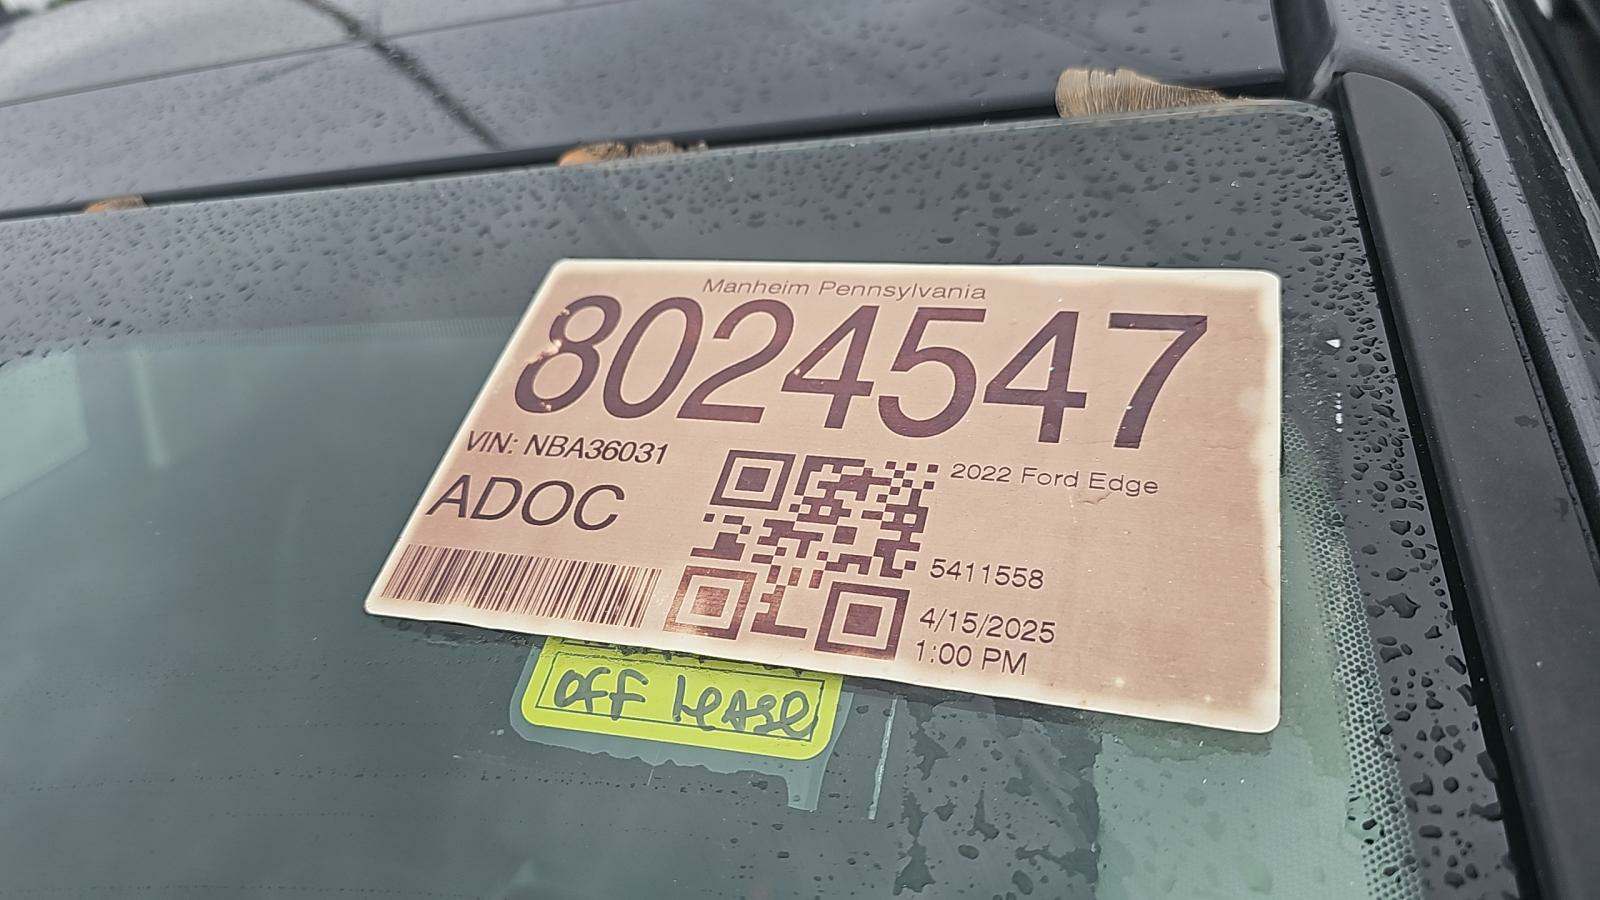 Manheim Pennsylvania
8024547
VIN: NBA36031
2022 Ford Edge
ADOC
5411558
4/15/2025
1:00 PM
OFF LEASE